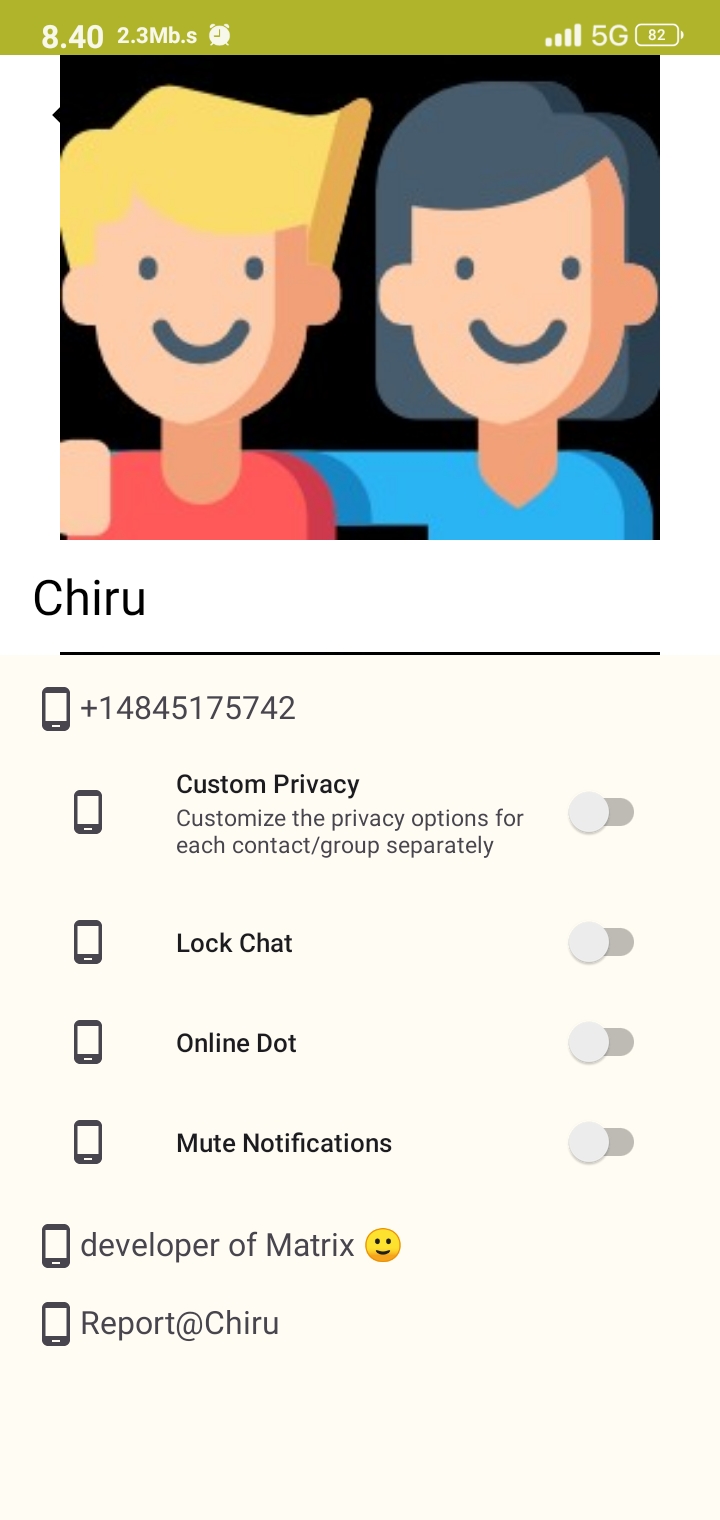 8.40 2.3Mb.s 5G 82
Chiru
+14845175742
Custom Privacy
Customize the privacy options for
each contact/group separately
Lock Chat
Online Dot
Mute Notifications
developer of Matrix 🙂
Report@Chiru